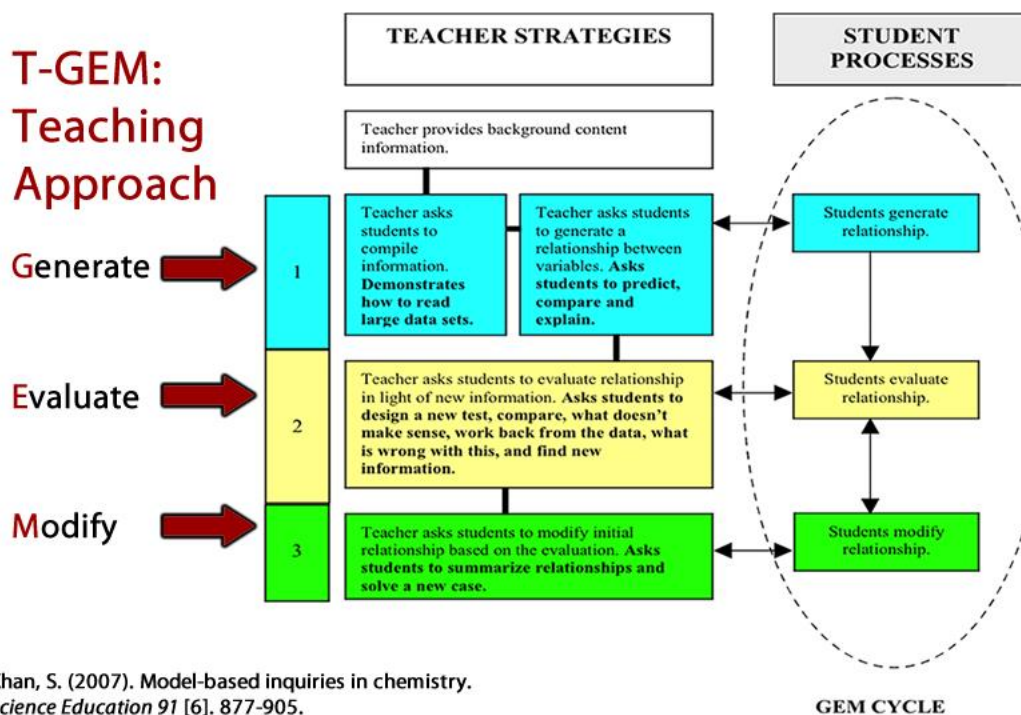 T-GEM:
Teaching
Approach
TEACHER STRATEGIES
STUDENT
PROCESSES
Teacher provides background content
information.
Generate
1
Teacher asks
students to
compile
information.
Demonstrates
how to read
large data sets.
Teacher asks students
to generate a
relationship between
variables. Asks
students to predict,
compare and
explain.
Students generate
relationship.
Evaluate
2
Teacher asks students to evaluate relationship
in light of new information. Asks students to
design a new test, compare, what doesn't
make sense, work back from the data, what
is wrong with this, and find new
information.
Students evaluate
relationship.
Modify
3
Teacher asks students to modify initial
relationship based on the evaluation. Asks
students to summarize relationships and
solve a new case.
Students modify
relationship.
han, S. (2007). Model-based inquiries in chemistry.
cience Education 91 [6]. 877-905.
GEM CYCLE